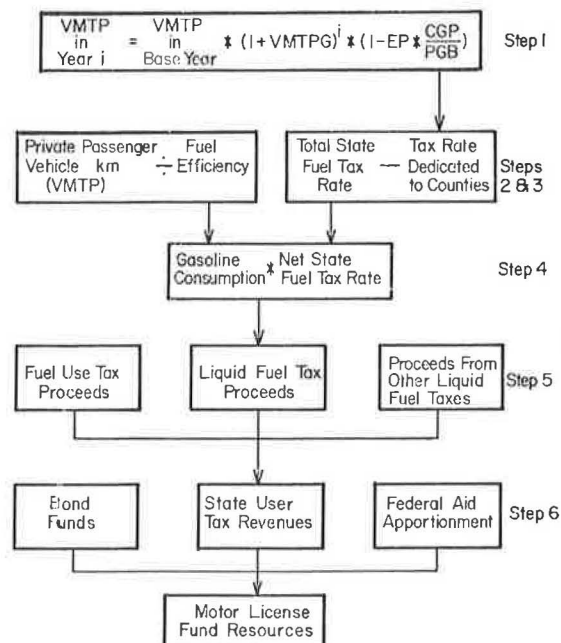 VMTP in Year i = VMTP in Base Year * (1+VMTPG)^i * (1-EP*CGP/PGB)
Step 1
Private Passenger Vehicle km (VMTP) ÷ Fuel Efficiency
Total State Fuel Tax Rate — Tax Rate Dedicated to Counties
Steps 2 & 3
Gasoline Consumption * Net State Fuel Tax Rate
Step 4
Fuel Use Tax Proceeds
Liquid Fuel Tax Proceeds
Proceeds From Other Liquid Fuel Taxes
Step 5
Bond Funds
State User Tax Revenues
Federal Aid Apportionment
Step 6
Motor License Fund Resources